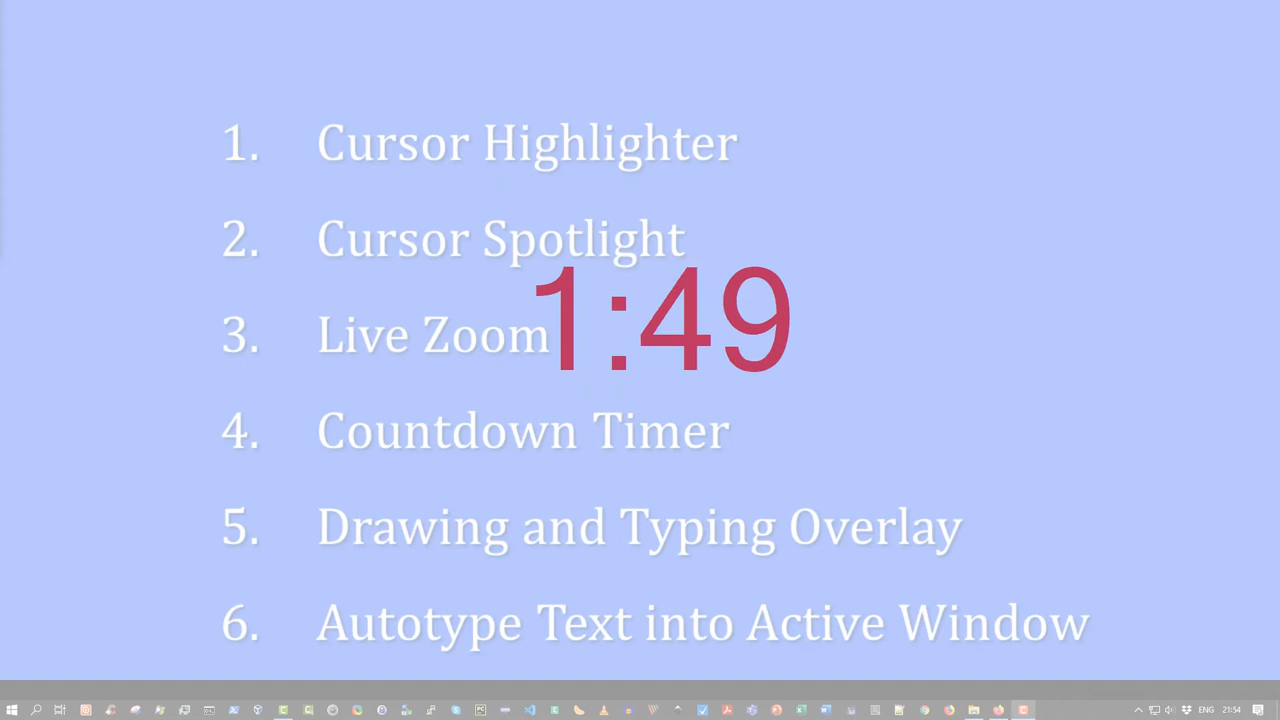 1. Cursor Highlighter
2. Cursor Spotlight
1:49
3. Live Zoom
4. Countdown Timer
5. Drawing and Typing Overlay
6. Autotype Text into Active Window
ENG 21:54